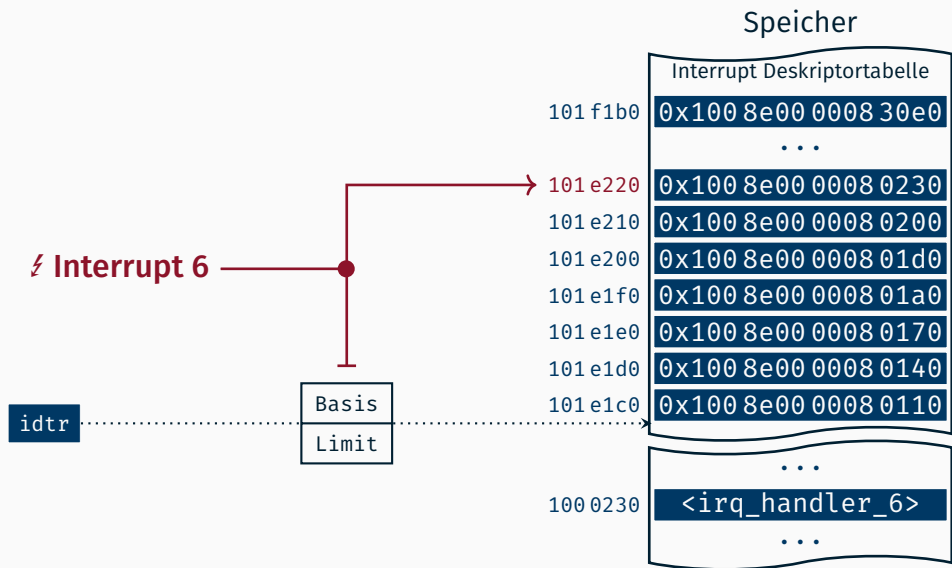 Speicher
Interrupt Deskriptortabelle
101 f1b0 0x100 8e00 0008 30e0
...
101 e220 0x100 8e00 0008 0230
101 e210 0x100 8e00 0008 0200
101 e200 0x100 8e00 0008 01d0
Interrupt 6
101 e1f0 0x100 8e00 0008 01a0
101 e1e0 0x100 8e00 0008 0170
101 e1d0 0x100 8e00 0008 0140
101 e1c0 0x100 8e00 0008 0110
idtr
Basis
Limit
...
100 0230 <irq_handler_6>
...